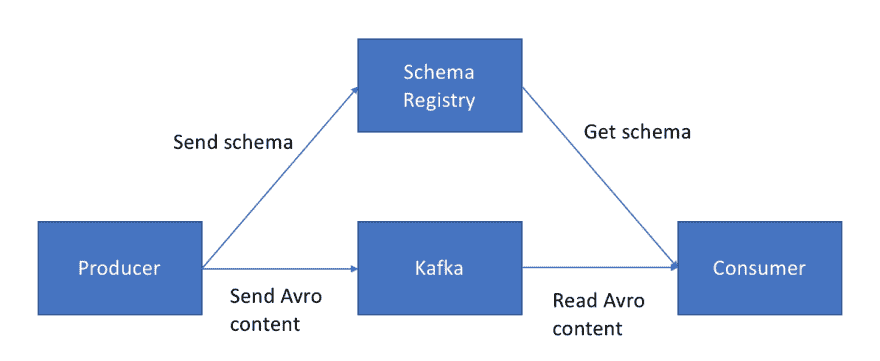 Schema
Registry
Send schema
Get schema
Producer
Kafka
Consumer
Send Avro
content
Read Avro
content